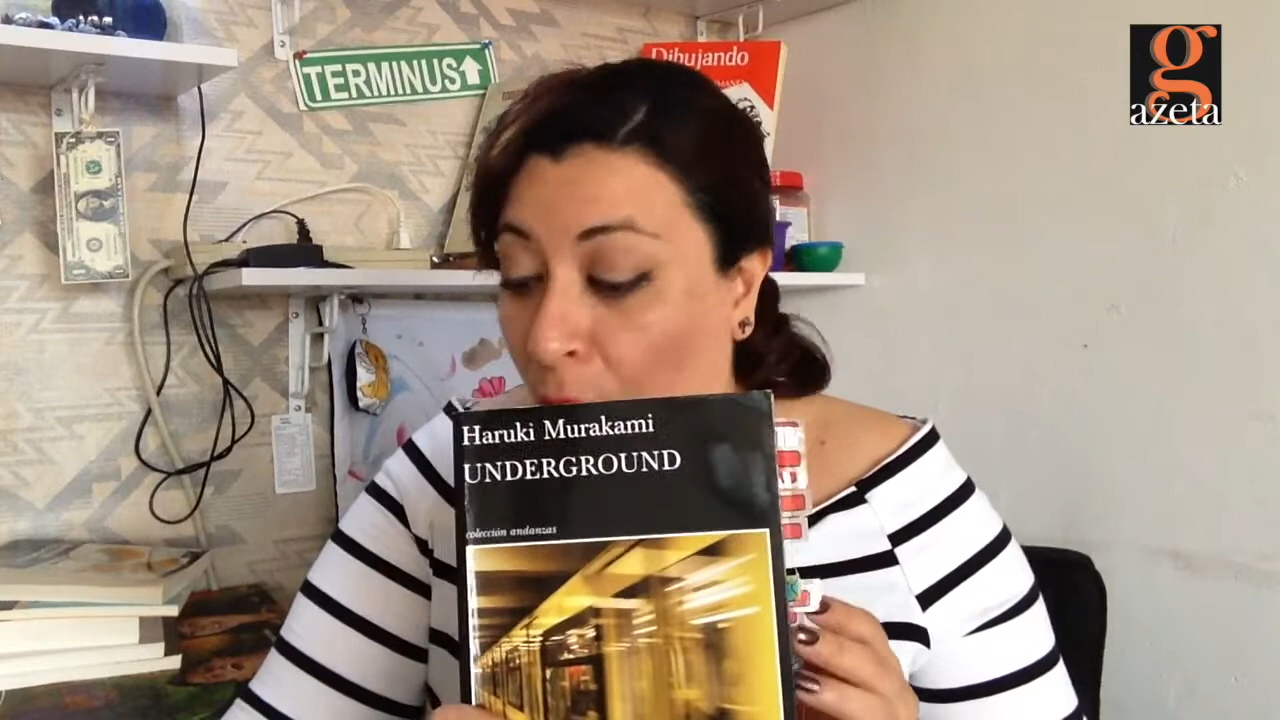 TERMINUS
Dibujando
g
azeta
Haruki Murakami
UNDERGROUND
colección andanzas